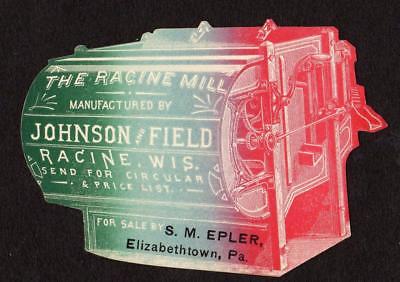 THE RACINE MILL
MANUFACTURED BY
JOHNSON AND FIELD
RACINE, WIS.
SEND FOR CIRCULAR
& PRICE LIST.
FOR SALE BY S. M. EPLER,
Elizabethtown, Pa.